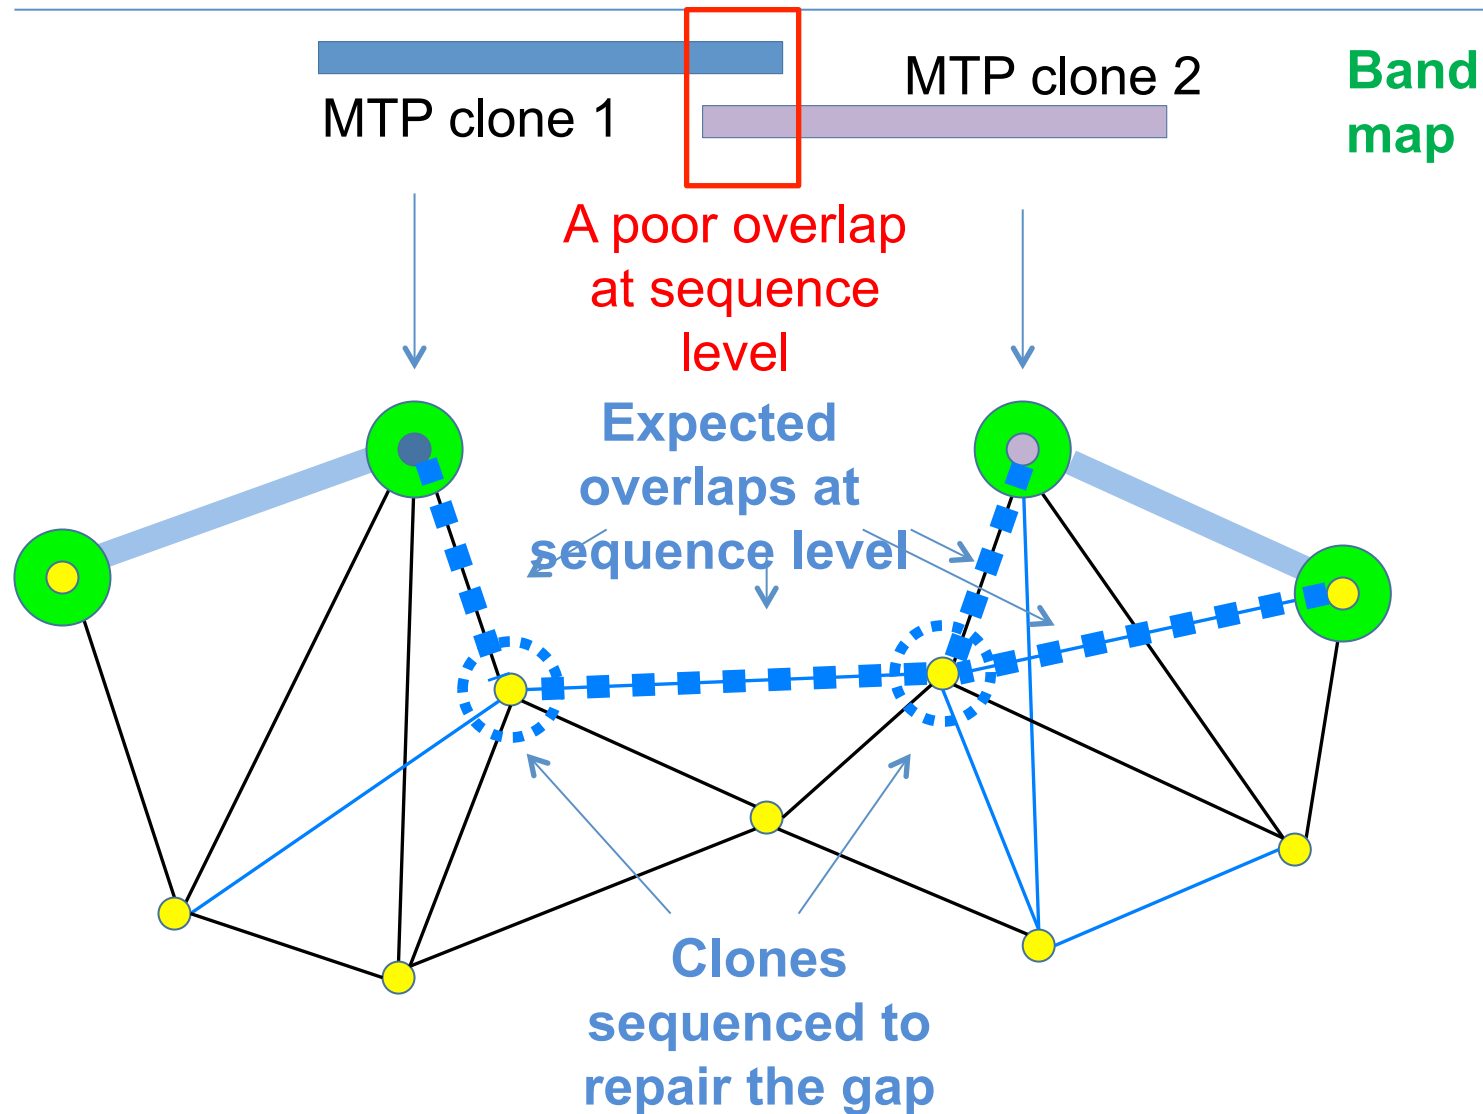 MTP clone 1
MTP clone 2
Band
map
A poor overlap
at sequence
level
Expected
overlaps at
sequence level
Clones
sequenced to
repair the gap